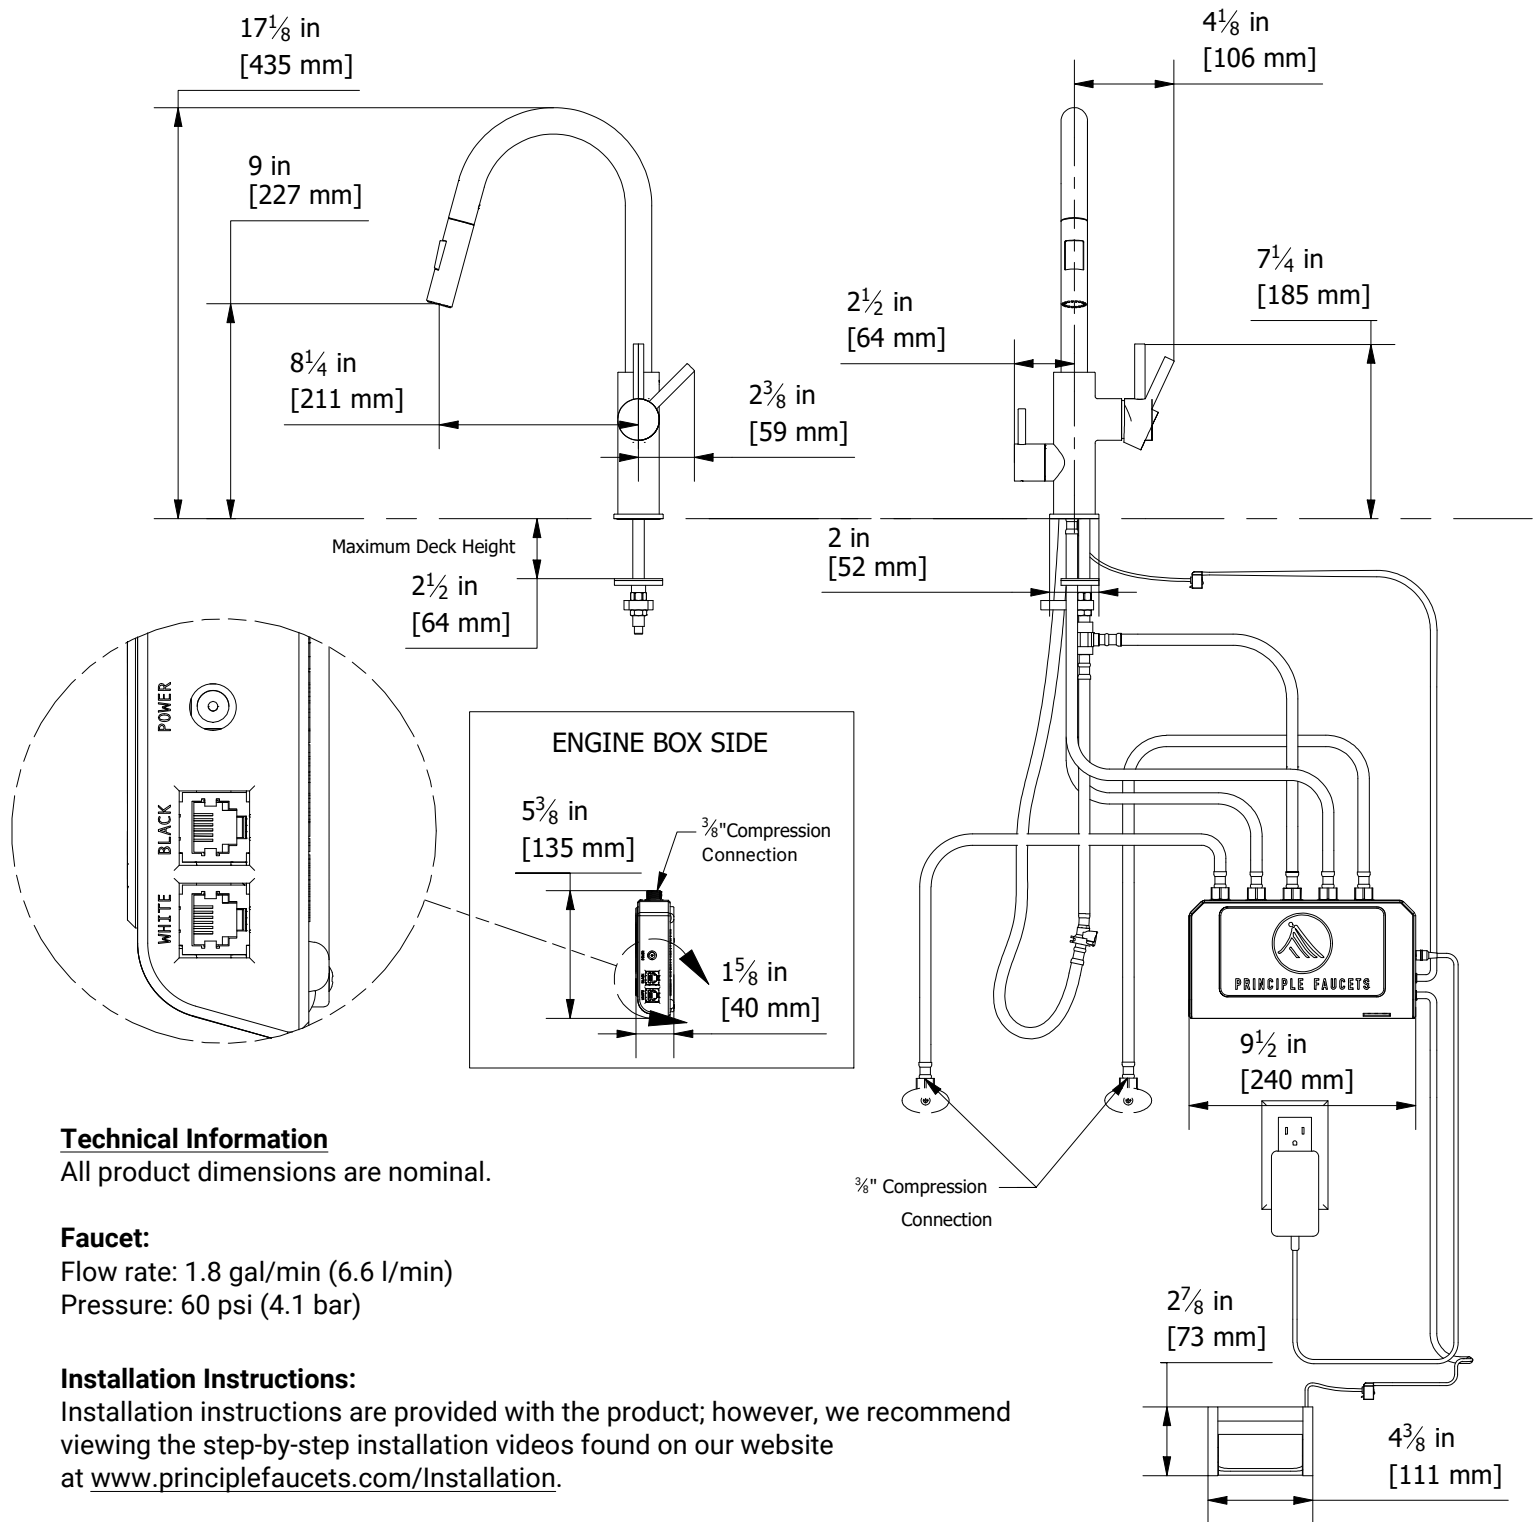 17⅛ in
[435 mm]
4⅛ in
[106 mm]
9 in
[227 mm]
7¼ in
[185 mm]
2½ in
[64 mm]
8¼ in
[211 mm]
2⅜ in
[59 mm]
Maximum Deck Height
2½ in
[64 mm]
2 in
[52 mm]
POWER
BLACK
WHITE
ENGINE BOX SIDE
5⅜ in
[135 mm]
⅜"Compression
Connection
1⅝ in
[40 mm]
PRINCIPLE FAUCETS
9½ in
[240 mm]
⅜" Compression
Connection
2⅞ in
[73 mm]
4⅜ in
[111 mm]
Technical Information
All product dimensions are nominal.
Faucet:
Flow rate: 1.8 gal/min (6.6 l/min)
Pressure: 60 psi (4.1 bar)
Installation Instructions:
Installation instructions are provided with the product; however, we recommend
viewing the step-by-step installation videos found on our website
at www.principlefaucets.com/Installation.